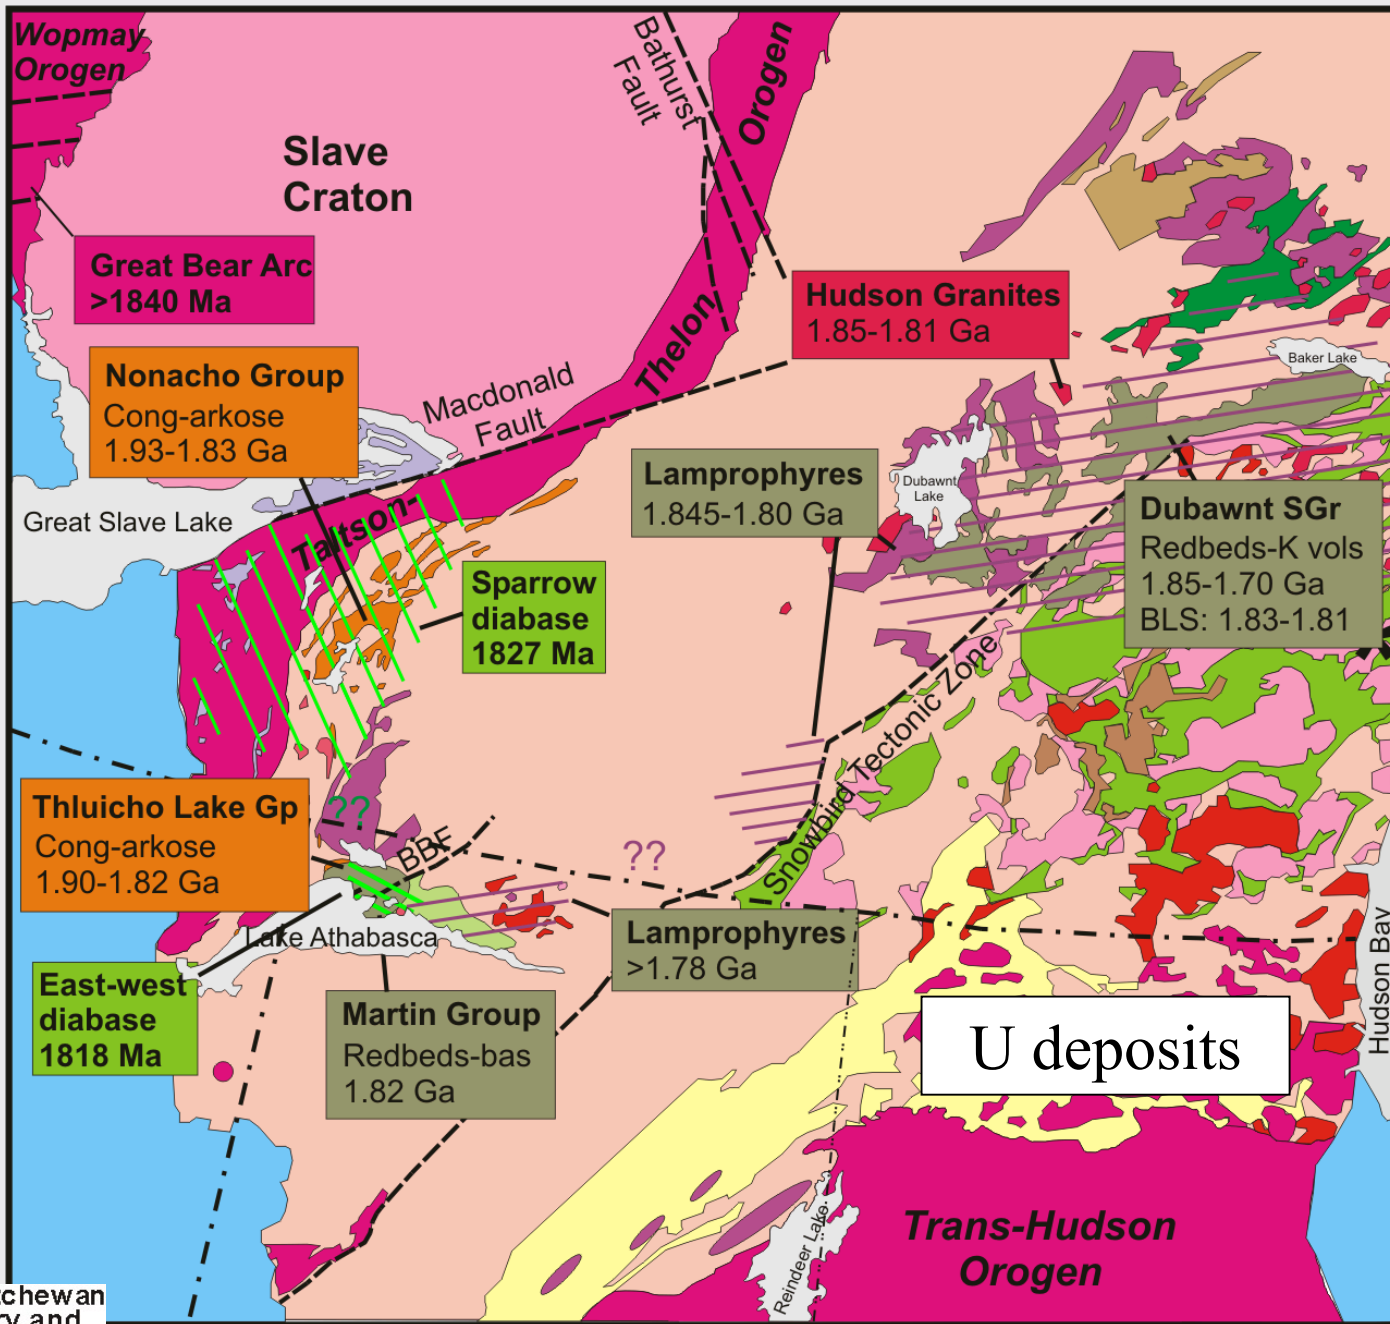 Wopmay
Orogen
Bathurst
Fault
Orogen
Slave
Craton
Great Bear Arc
>1840 Ma
Hudson Granites
1.85-1.81 Ga
Thelon
Baker Lake
Nonacho Group
Cong-arkose
1.93-1.83 Ga
Macdonald
Fault
Lamprophyres
1.845-1.80 Ga
Dubawnt
Lake
Dubawnt SGr
Redbeds-K vols
1.85-1.70 Ga
BLS: 1.83-1.81
Great Slave Lake
Taltson-
Sparrow
diabase
1827 Ma
Snowbird Tectonic Zone
Thluicho Lake Gp
Cong-arkose
1.90-1.82 Ga
??
BBF
??
Lake Athabasca
Lamprophyres
>1.78 Ga
Hudson Bay
East-west
diabase
1818 Ma
Martin Group
Redbeds-bas
1.82 Ga
U deposits
Reindeer Lake
Trans-Hudson
Orogen
tchewan
ry and